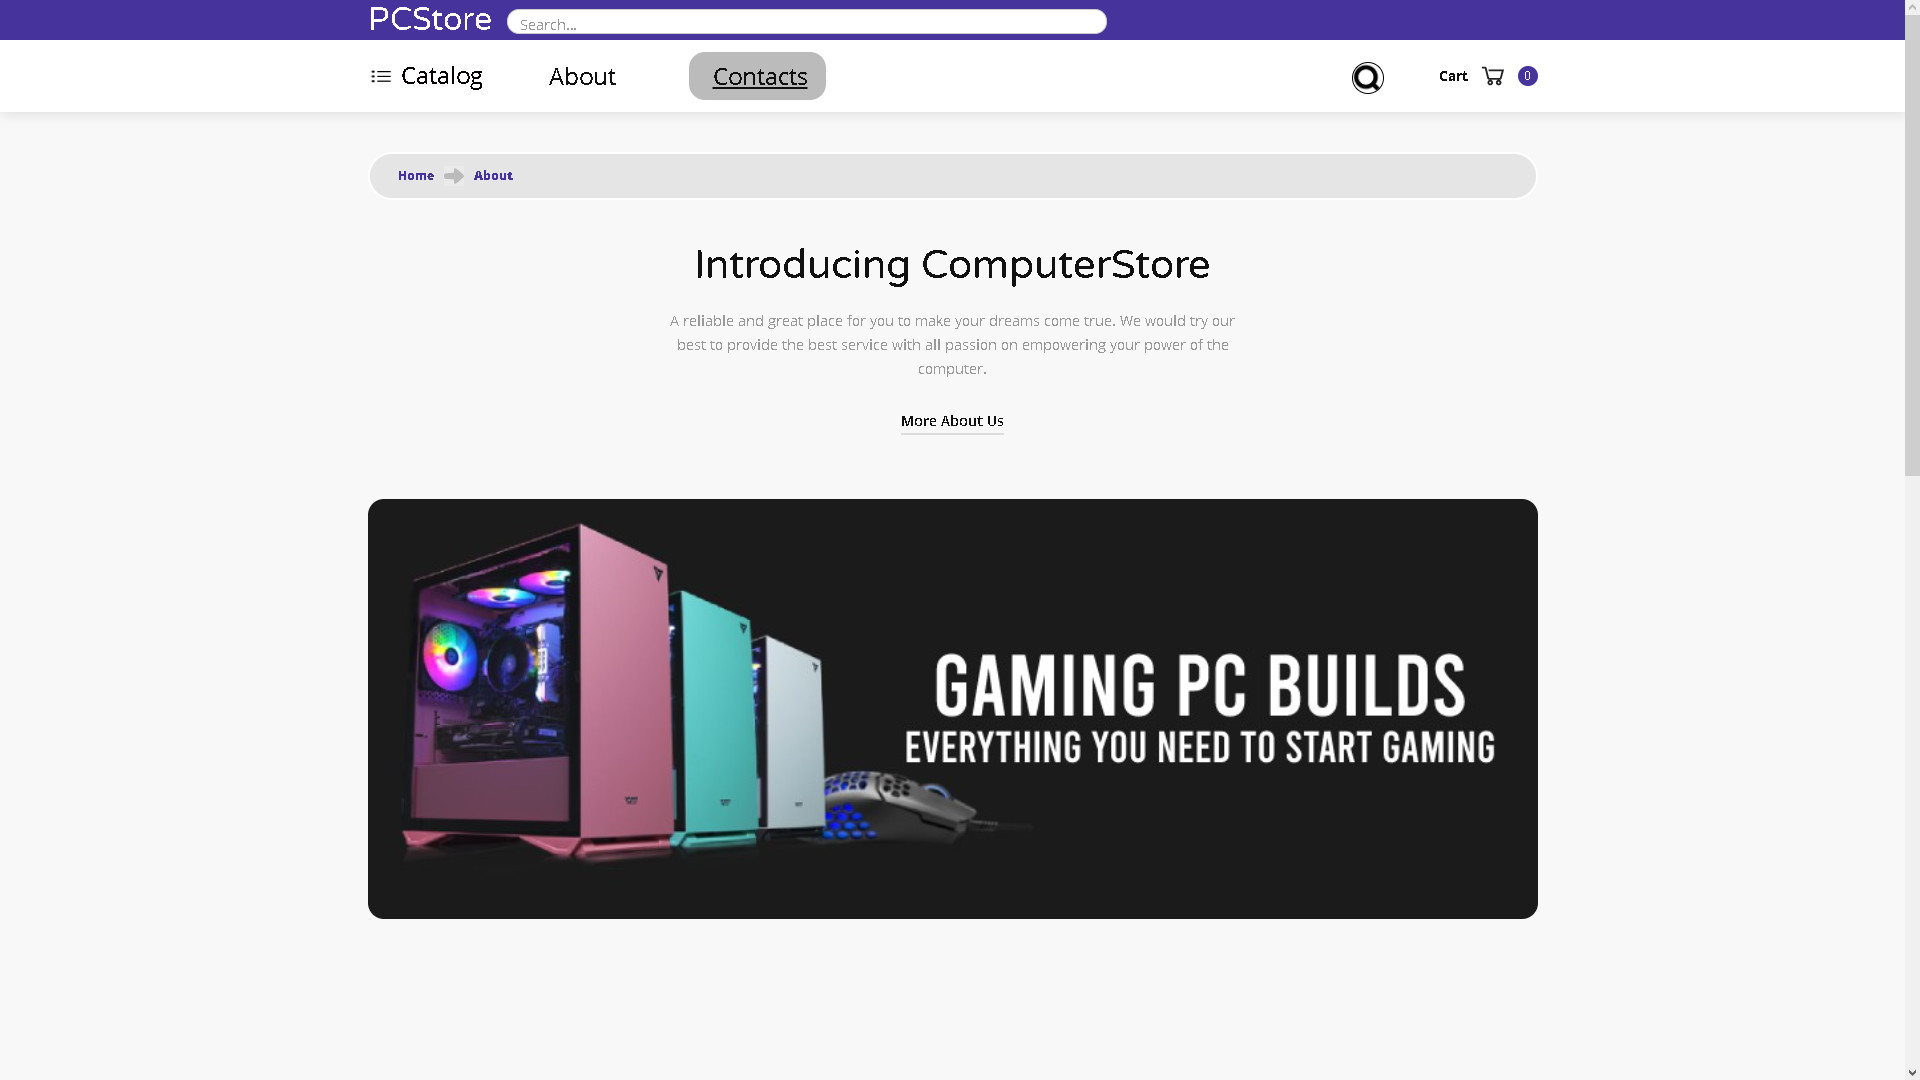 PCStore
Search...
Catalog
About
Contacts
Cart
0
Home
About
Introducing ComputerStore
A reliable and great place for you to make your dreams come true. We would try our
best to provide the best service with all passion on empowering your power of the
computer.
More About Us
GAMING PC BUILDS
EVERYTHING YOU NEED TO START GAMING